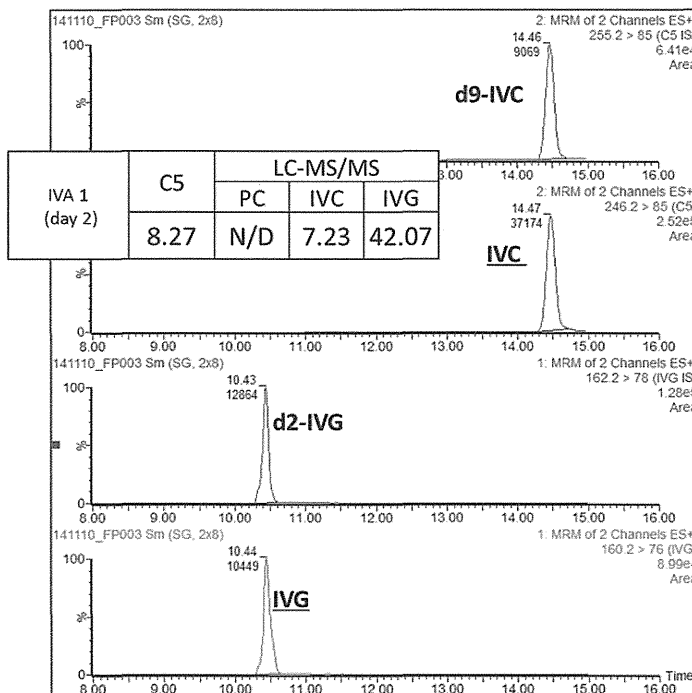 141110_FP003 Sm (SG, 2x8) 2: MRM of 2 Channels ES+
14.46 255.2 > 85 (C5 IS
100 9069 6.41e
Area
% d9-IVC
13.00 14.00 15.00 16.00
IVA 1 (day 2) C5 LC-MS/MS
PC IVC IVG
8.27 N/D 7.23 42.07
2: MRM of 2 Channels ES+
14.47 246.2 > 85 (C5
37174 2.52e
Area
% IVC
0
8.00 9.00 10.00 11.00 12.00 13.00 14.00 15.00 16.00
141110_FP003 Sm (SG, 2x8) 1: MRM of 2 Channels ES+
10.43 162.2 > 78 (IVG IS
100 12864 1.28e
Area
% d2-IVG
0
8.00 9.00 10.00 11.00 12.00 13.00 14.00 15.00 16.00
141110_FP003 Sm (SG, 2x8) 1: MRM of 2 Channels ES+
10.44 160.2 > 76 (IVG
100 10449 8.99e
Area
% IVG
0 Time
8.00 9.00 10.00 11.00 12.00 13.00 14.00 15.00 16.00